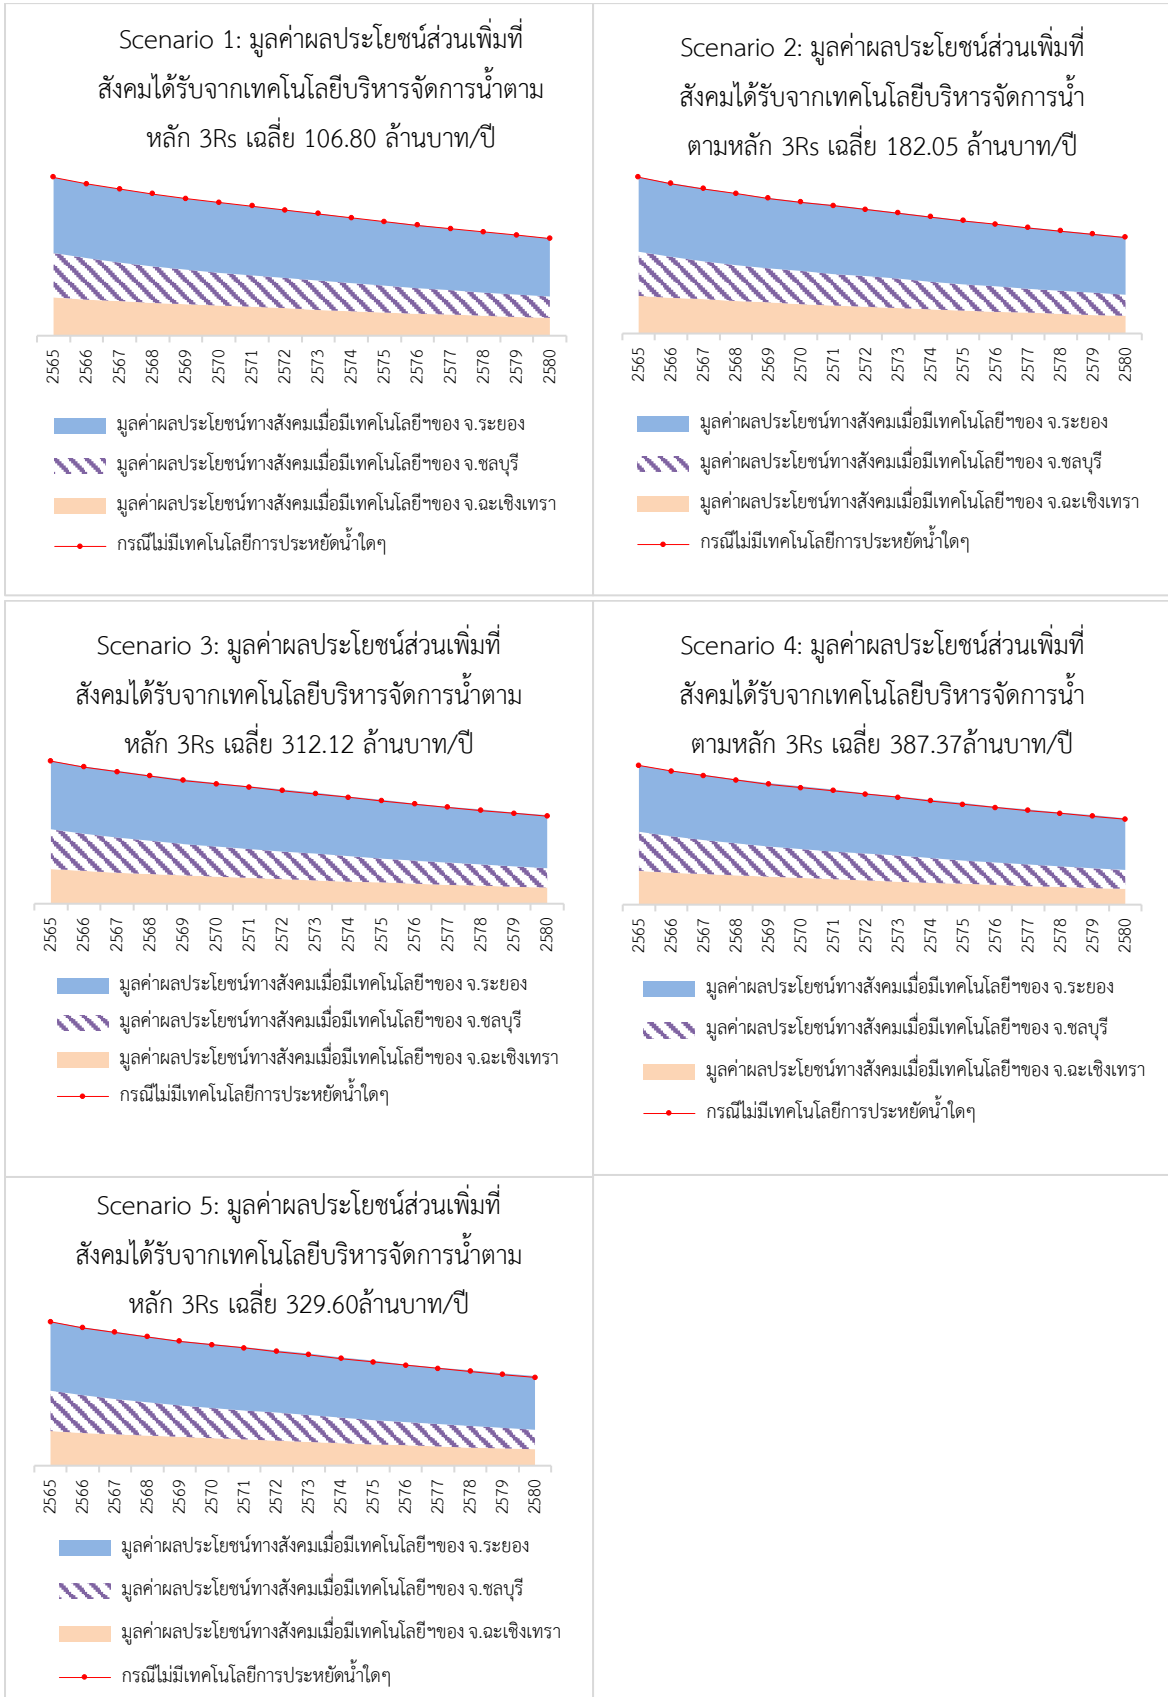 Scenario 1: มูลค่าผลประโยชน์ส่วนเพิ่มที่
สังคมได้รับจากเทคโนโลยีบริหารจัดการน้ำตาม
หลัก 3Rs เฉลี่ย 106.80 ล้านบาท/ปี
2565 2566 2567 2568 2569 2570 2571 2572 2573 2574 2575 2576 2577 2578 2579 2580
มูลค่าผลประโยชน์ทางสังคมเมื่อมีเทคโนโลยีฯของ จ.ระยอง
มูลค่าผลประโยชน์ทางสังคมเมื่อมีเทคโนโลยีฯของ จ.ชลบุรี
มูลค่าผลประโยชน์ทางสังคมเมื่อมีเทคโนโลยีฯของ จ.ฉะเชิงเทรา
กรณีไม่มีเทคโนโลยีการประหยัดน้ำใดๆ
Scenario 2: มูลค่าผลประโยชน์ส่วนเพิ่มที่
สังคมได้รับจากเทคโนโลยีบริหารจัดการน้ำ
ตามหลัก 3Rs เฉลี่ย 182.05 ล้านบาท/ปี
2565 2566 2567 2568 2569 2570 2571 2572 2573 2574 2575 2576 2577 2578 2579 2580
มูลค่าผลประโยชน์ทางสังคมเมื่อมีเทคโนโลยีฯของ จ.ระยอง
มูลค่าผลประโยชน์ทางสังคมเมื่อมีเทคโนโลยีฯของ จ.ชลบุรี
มูลค่าผลประโยชน์ทางสังคมเมื่อมีเทคโนโลยีฯของ จ.ฉะเชิงเทรา
กรณีไม่มีเทคโนโลยีการประหยัดน้ำใดๆ
Scenario 3: มูลค่าผลประโยชน์ส่วนเพิ่มที่
สังคมได้รับจากเทคโนโลยีบริหารจัดการน้ำตาม
หลัก 3Rs เฉลี่ย 312.12 ล้านบาท/ปี
2565 2566 2567 2568 2569 2570 2571 2572 2573 2574 2575 2576 2577 2578 2579 2580
มูลค่าผลประโยชน์ทางสังคมเมื่อมีเทคโนโลยีฯของ จ.ระยอง
มูลค่าผลประโยชน์ทางสังคมเมื่อมีเทคโนโลยีฯของ จ.ชลบุรี
มูลค่าผลประโยชน์ทางสังคมเมื่อมีเทคโนโลยีฯของ จ.ฉะเชิงเทรา
กรณีไม่มีเทคโนโลยีการประหยัดน้ำใดๆ
Scenario 4: มูลค่าผลประโยชน์ส่วนเพิ่มที่
สังคมได้รับจากเทคโนโลยีบริหารจัดการน้ำ
ตามหลัก 3Rs เฉลี่ย 387.37ล้านบาท/ปี
2565 2566 2567 2568 2569 2570 2571 2572 2573 2574 2575 2576 2577 2578 2579 2580
มูลค่าผลประโยชน์ทางสังคมเมื่อมีเทคโนโลยีฯของ จ.ระยอง
มูลค่าผลประโยชน์ทางสังคมเมื่อมีเทคโนโลยีฯของ จ.ชลบุรี
มูลค่าผลประโยชน์ทางสังคมเมื่อมีเทคโนโลยีฯของ จ.ฉะเชิงเทรา
กรณีไม่มีเทคโนโลยีการประหยัดน้ำใดๆ
Scenario 5: มูลค่าผลประโยชน์ส่วนเพิ่มที่
สังคมได้รับจากเทคโนโลยีบริหารจัดการน้ำตาม
หลัก 3Rs เฉลี่ย 329.60ล้านบาท/ปี
2565 2566 2567 2568 2569 2570 2571 2572 2573 2574 2575 2576 2577 2578 2579 2580
มูลค่าผลประโยชน์ทางสังคมเมื่อมีเทคโนโลยีฯของ จ.ระยอง
มูลค่าผลประโยชน์ทางสังคมเมื่อมีเทคโนโลยีฯของ จ.ชลบุรี
มูลค่าผลประโยชน์ทางสังคมเมื่อมีเทคโนโลยีฯของ จ.ฉะเชิงเทรา
กรณีไม่มีเทคโนโลยีการประหยัดน้ำใดๆ